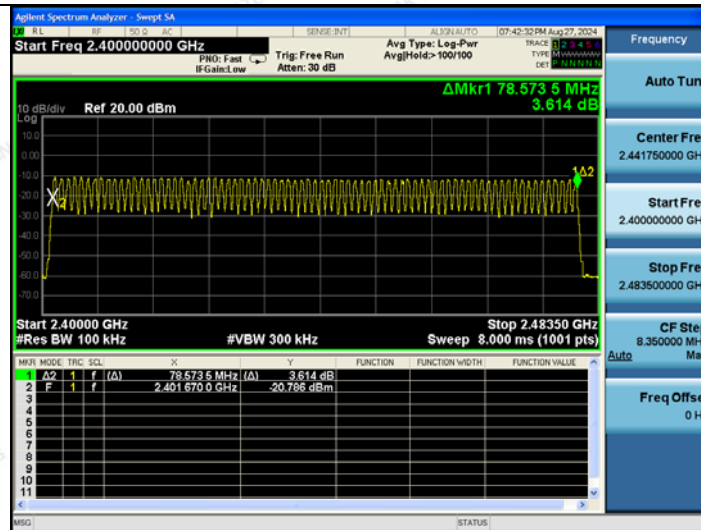 Agilent Spectrum Analyzer - Swept SA
RL RF 50 Ω AC SENSE:INT ALIGNAUTO 07:42:32 PM Aug 27, 2024
Start Freq 2.400000000 GHz
PNO: Fast
IFGain:Low
Trig: Free Run
Atten: 30 dB
Avg Type: Log-Pwr
Avg|Hold:>100/100
TRACE 1 2 3 4 5 6
TYPE M
DET P N N N N N
ΔMkr1 78.573 5 MHz
3.614 dB
10 dB/div Ref 20.00 dBm
Log
10.0
0.00
-10.0
-20.0
-30.0
-40.0
-50.0
-60.0
-70.0
1Δ2
2
Start 2.40000 GHz Stop 2.48350 GHz
#Res BW 100 kHz #VBW 300 kHz Sweep 8.000 ms (1001 pts)
MKR MODE TRC SCL X Y FUNCTION FUNCTION WIDTH FUNCTION VALUE
1 Δ2 1 f (Δ) 78.573 5 MHz (Δ) 3.614 dB
2 F 1 f 2.401 670 0 GHz -20.786 dBm
3
4
5
6
7
8
9
10
11
MSG STATUS
Frequency
Auto Tun
Center Fre
2.441750000 GH
Start Fre
2.400000000 GH
Stop Fre
2.483500000 GH
CF Ste
8.350000 MH
Auto Ma
Freq Offse
0 H